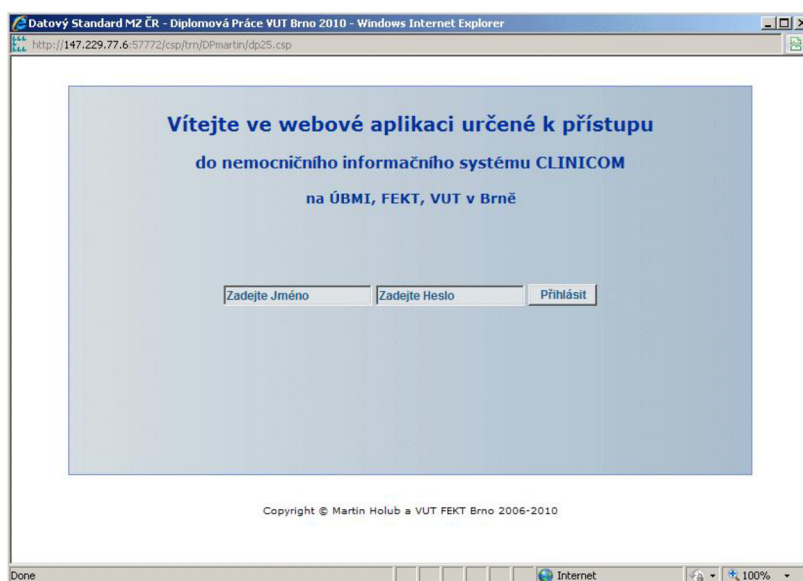 Datový Standard MZ ČR - Diplomová Práce VUT Brno 2010 - Windows Internet Explorer
http://147.229.77.6:57772/csp/trn/DPmartin/dp25.csp
Vítejte ve webové aplikaci určené k přístupu
do nemocničního informačního systému CLINICOM
na ÚBMI, FEKT, VUT v Brně
Zadejte Jméno Zadejte Heslo Přihlásit
Copyright © Martin Holub a VUT FEKT Brno 2006-2010
Done Internet 100%